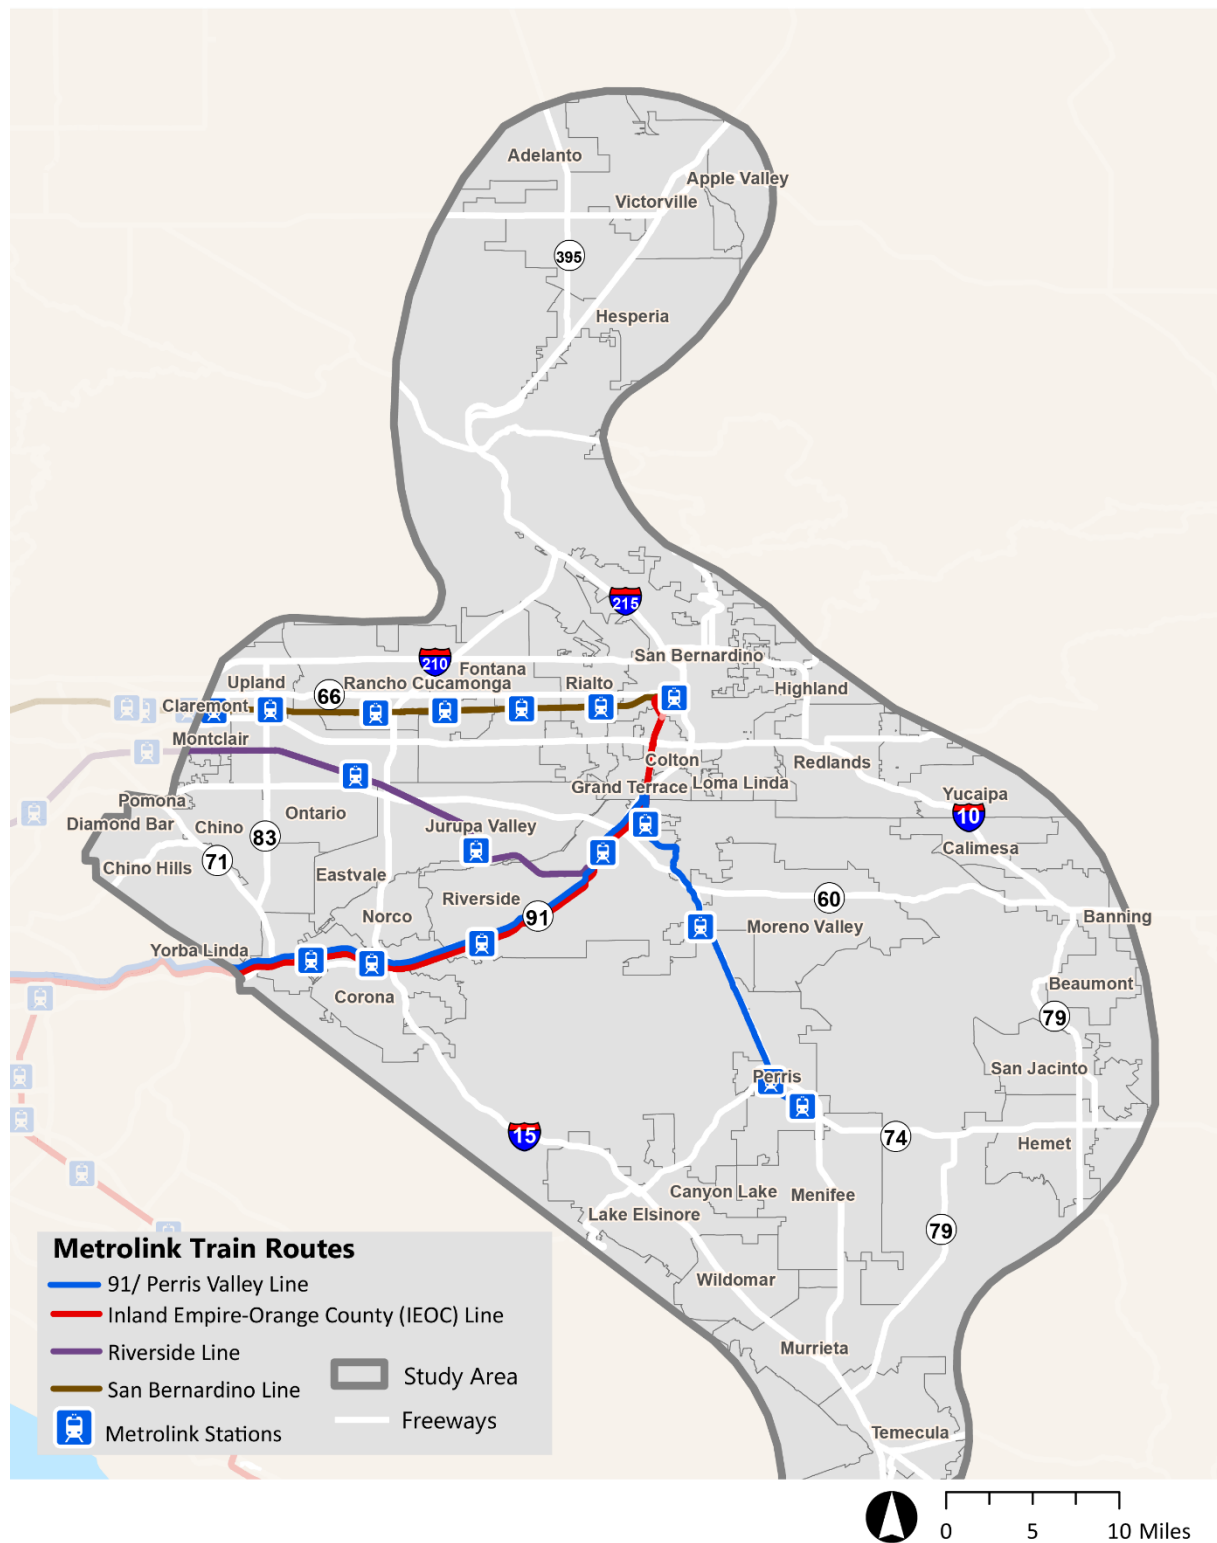 Adelanto
Apple Valley
Victorville
395
Hesperia
215
San Bernardino
210
Fontana
Upland
66
Rancho Cucamonga
Rialto
Highland
Claremont
Montclair
Colton
Redlands
Grand Terrace
Loma Linda
Pomona
Yucaipa
Diamond Bar
Chino
Ontario
10
83
Jurupa Valley
Calimesa
71
Chino Hills
Eastvale
60
Riverside
Norco
91
Banning
Moreno Valley
Yorba Linda
Corona
Beaumont
79
San Jacinto
Perris
15
74
Hemet
Canyon Lake
Menifee
Lake Elsinore
79
Wildomar
Murrieta
Temecula
Metrolink Train Routes
91/ Perris Valley Line
Inland Empire-Orange County (IEOC) Line
Riverside Line
San Bernardino Line
Metrolink Stations
Study Area
Freeways
0 5 10 Miles